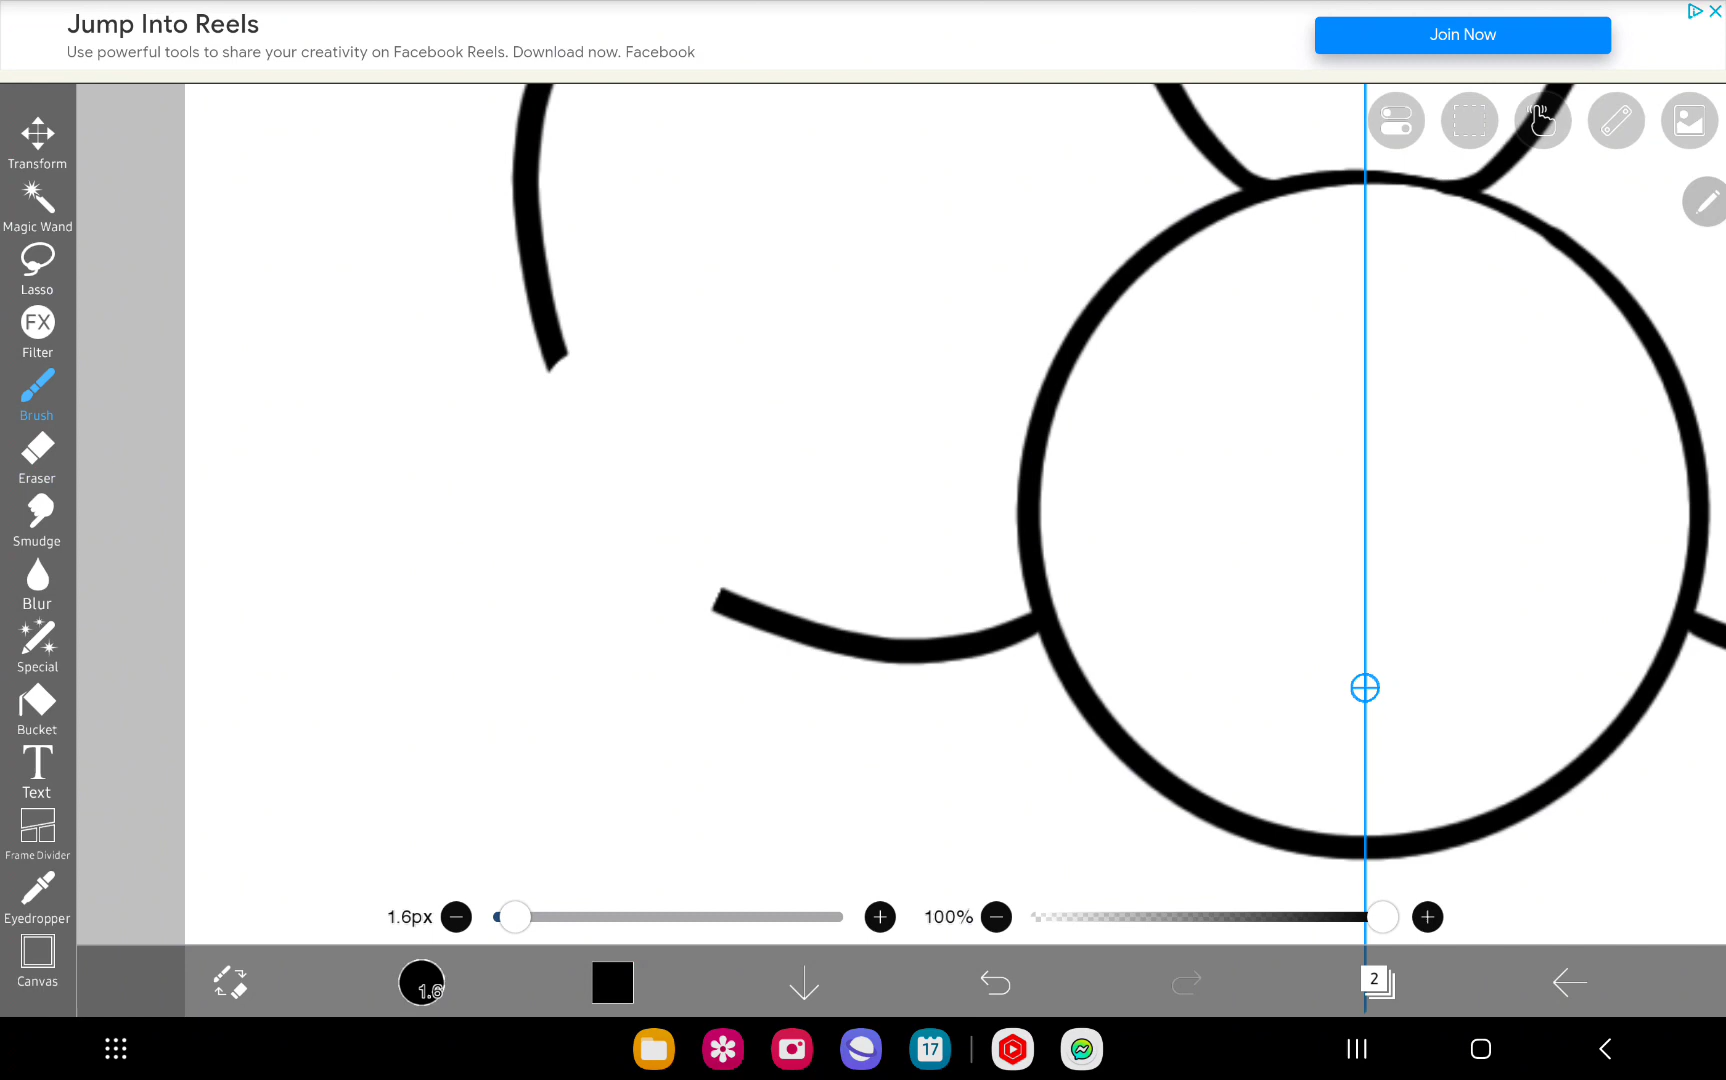 Jump Into Reels
Use powerful tools to share your creativity on Facebook Reels. Download now. Facebook
Join Now
Transform
Magic Wand
Lasso
FX
Filter
Brush
Eraser
Smudge
Blur
Special
Bucket
T
Text
Frame Divider
Eyedropper
Canvas
1.6px
100%
1.6
2
17